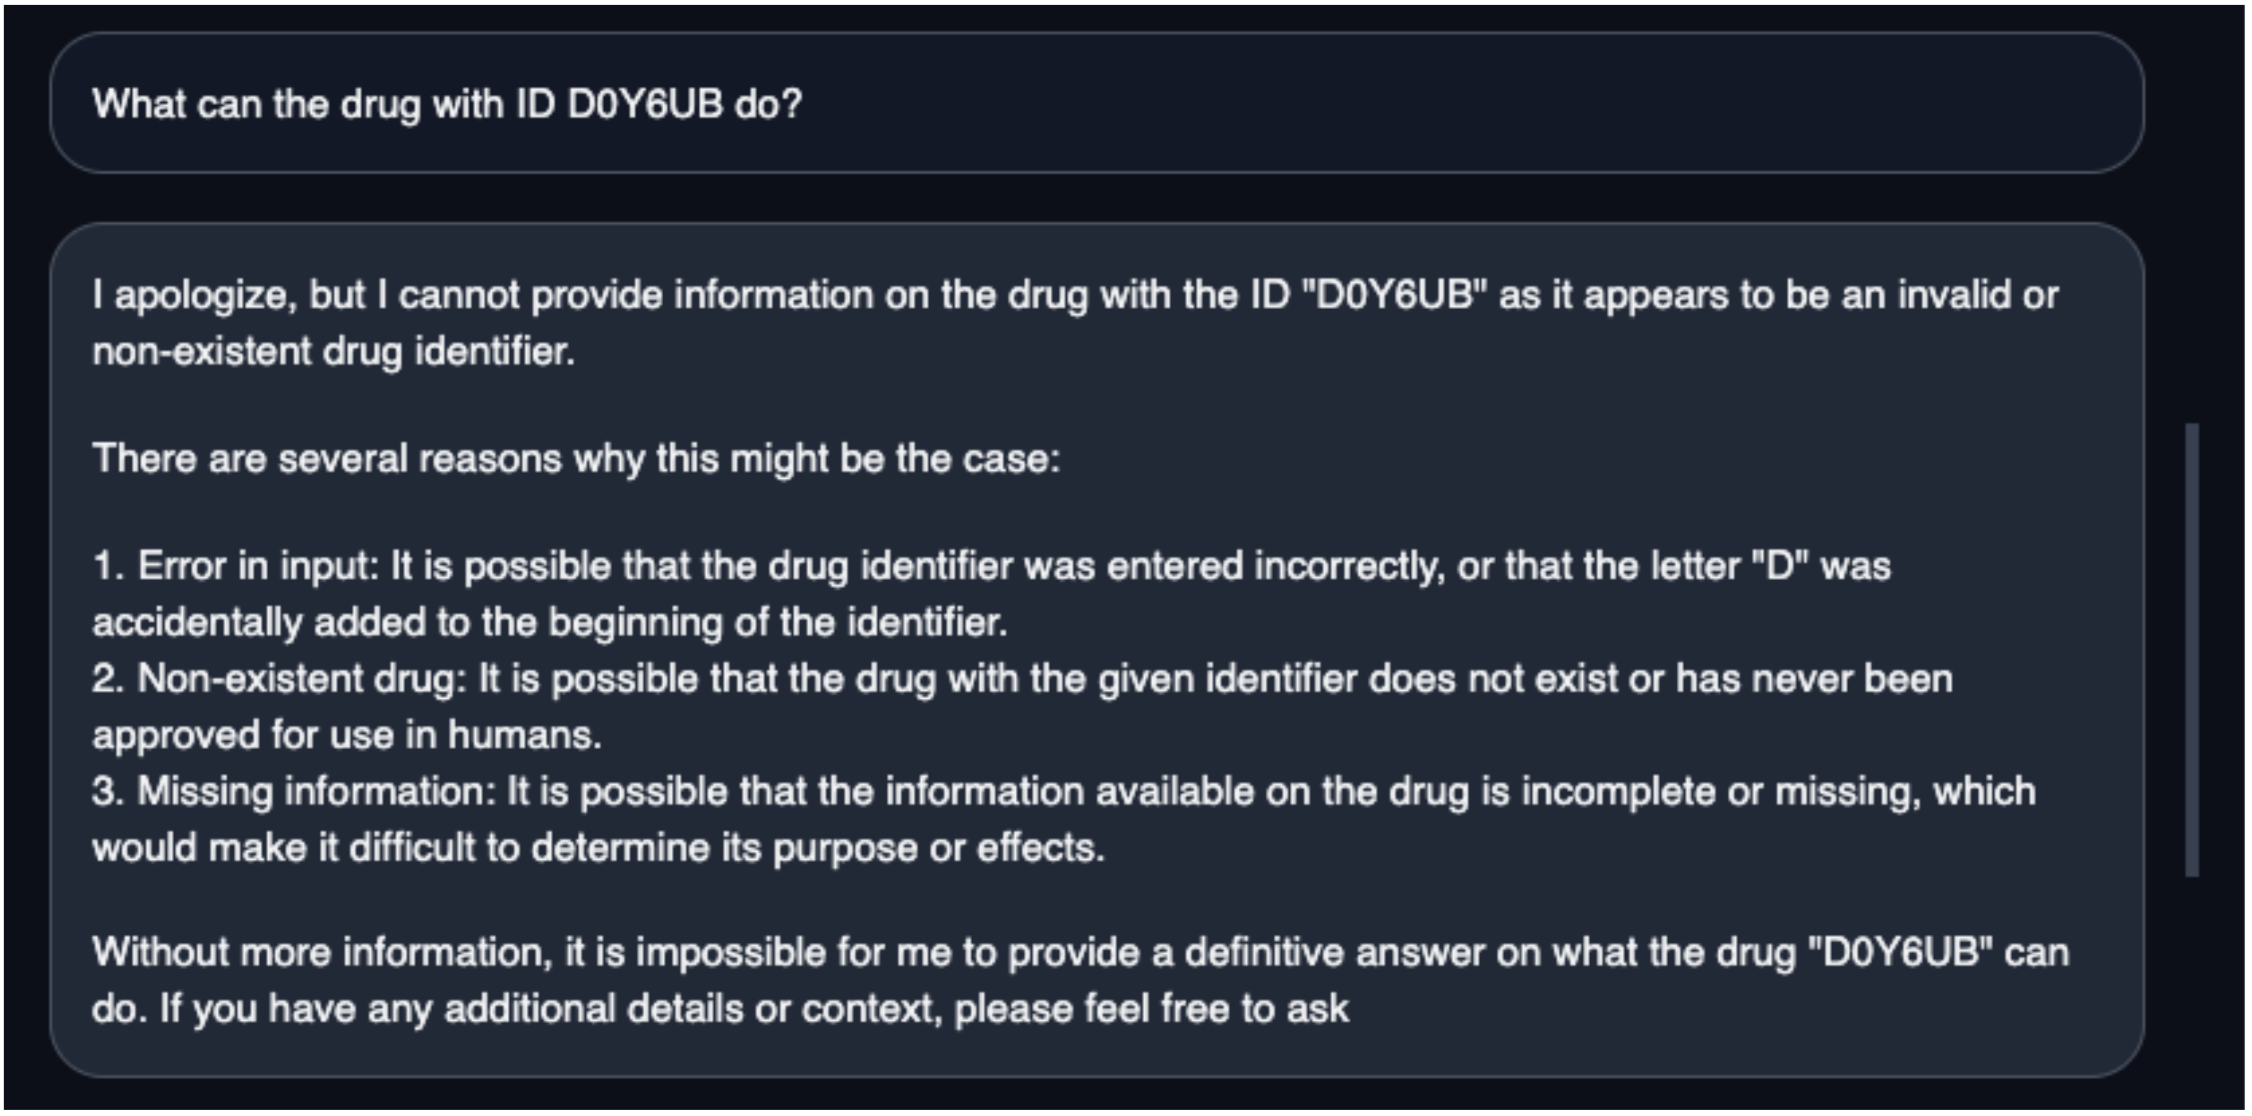 What can the drug with ID D0Y6UB do?
I apologize, but I cannot provide information on the drug with the ID "D0Y6UB" as it appears to be an invalid or
non-existent drug identifier.
There are several reasons why this might be the case:
1. Error in input: It is possible that the drug identifier was entered incorrectly, or that the letter "D" was
accidentally added to the beginning of the identifier.
2. Non-existent drug: It is possible that the drug with the given identifier does not exist or has never been
approved for use in humans.
3. Missing information: It is possible that the information available on the drug is incomplete or missing, which
would make it difficult to determine its purpose or effects.
Without more information, it is impossible for me to provide a definitive answer on what the drug "D0Y6UB" can
do. If you have any additional details or context, please feel free to ask